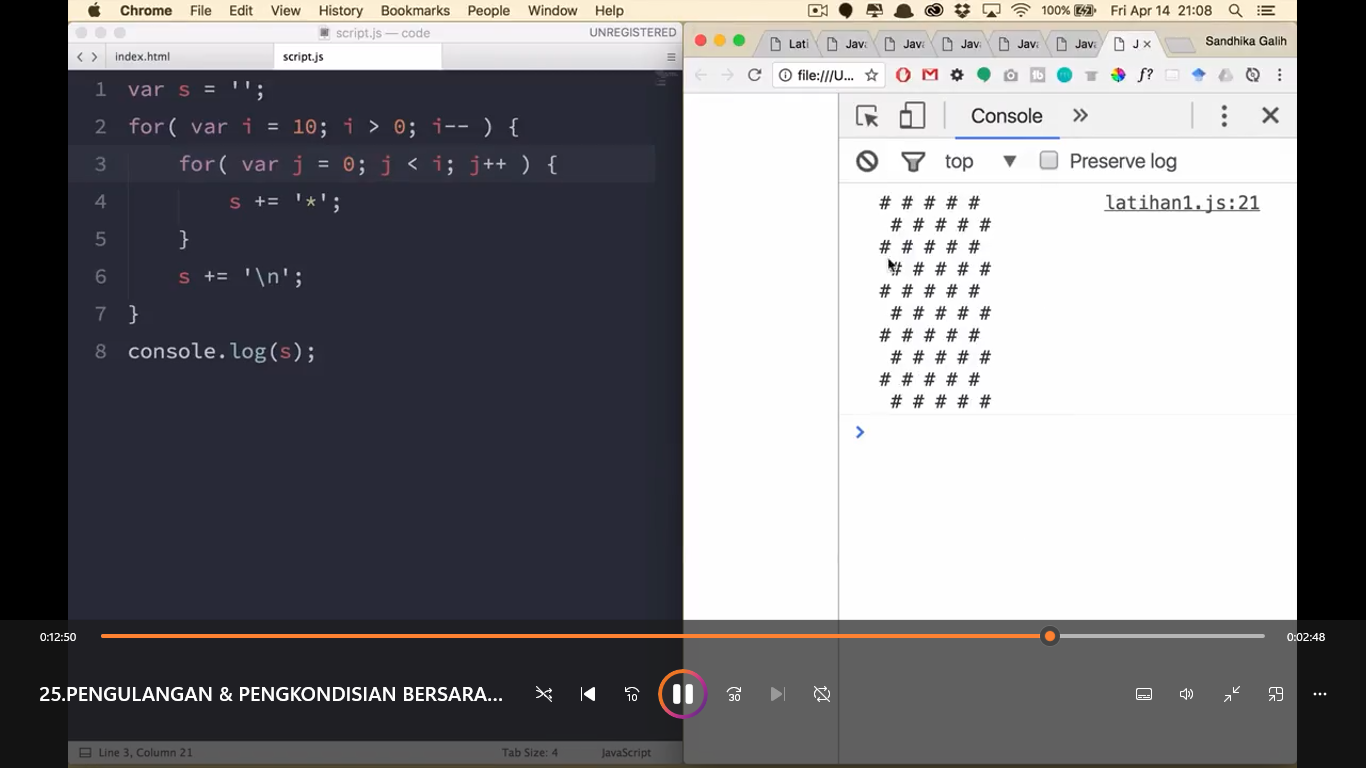 Chrome File Edit View History Bookmarks People Window Help 100% Fri Apr 14 21:08
script.js — code UNREGISTERED
index.html script.js
1 var s = '';
2 for( var i = 10; i > 0; i-- ) {
3 for( var j = 0; j < i; j++ ) {
4 s += '*';
5 }
6 s += '\n';
7 }
8 console.log(s);
Line 3, Column 21 Tab Size: 4 JavaScript
Lati Java Java Java Java Java J Sandhika Galih
file:///U...
Console
top Preserve log
# # # # # latihan1.js:21
# # # # #
# # # # #
# # # # #
# # # # #
# # # # #
# # # # #
# # # # #
# # # # #
# # # # #
0:12:50 0:02:48
25.PENGULANGAN & PENGKONDISIAN BERSARA...
10 30